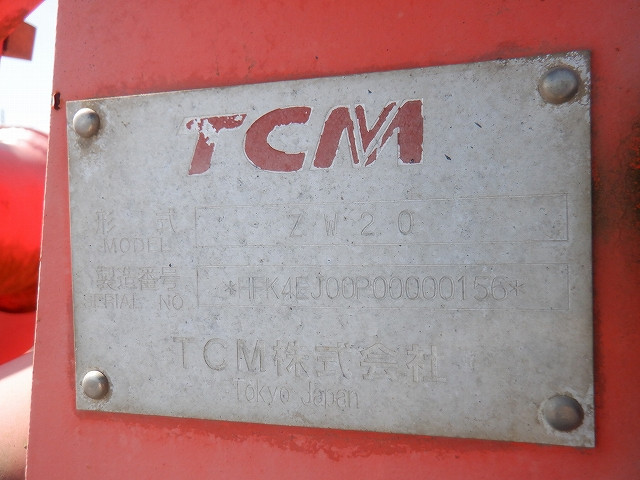 TCM
形式 ZW20
MODEL
製造番号 *HFK4EJ00P00000156*
SERIAL NO
TCM株式会社
Tokyo Japan